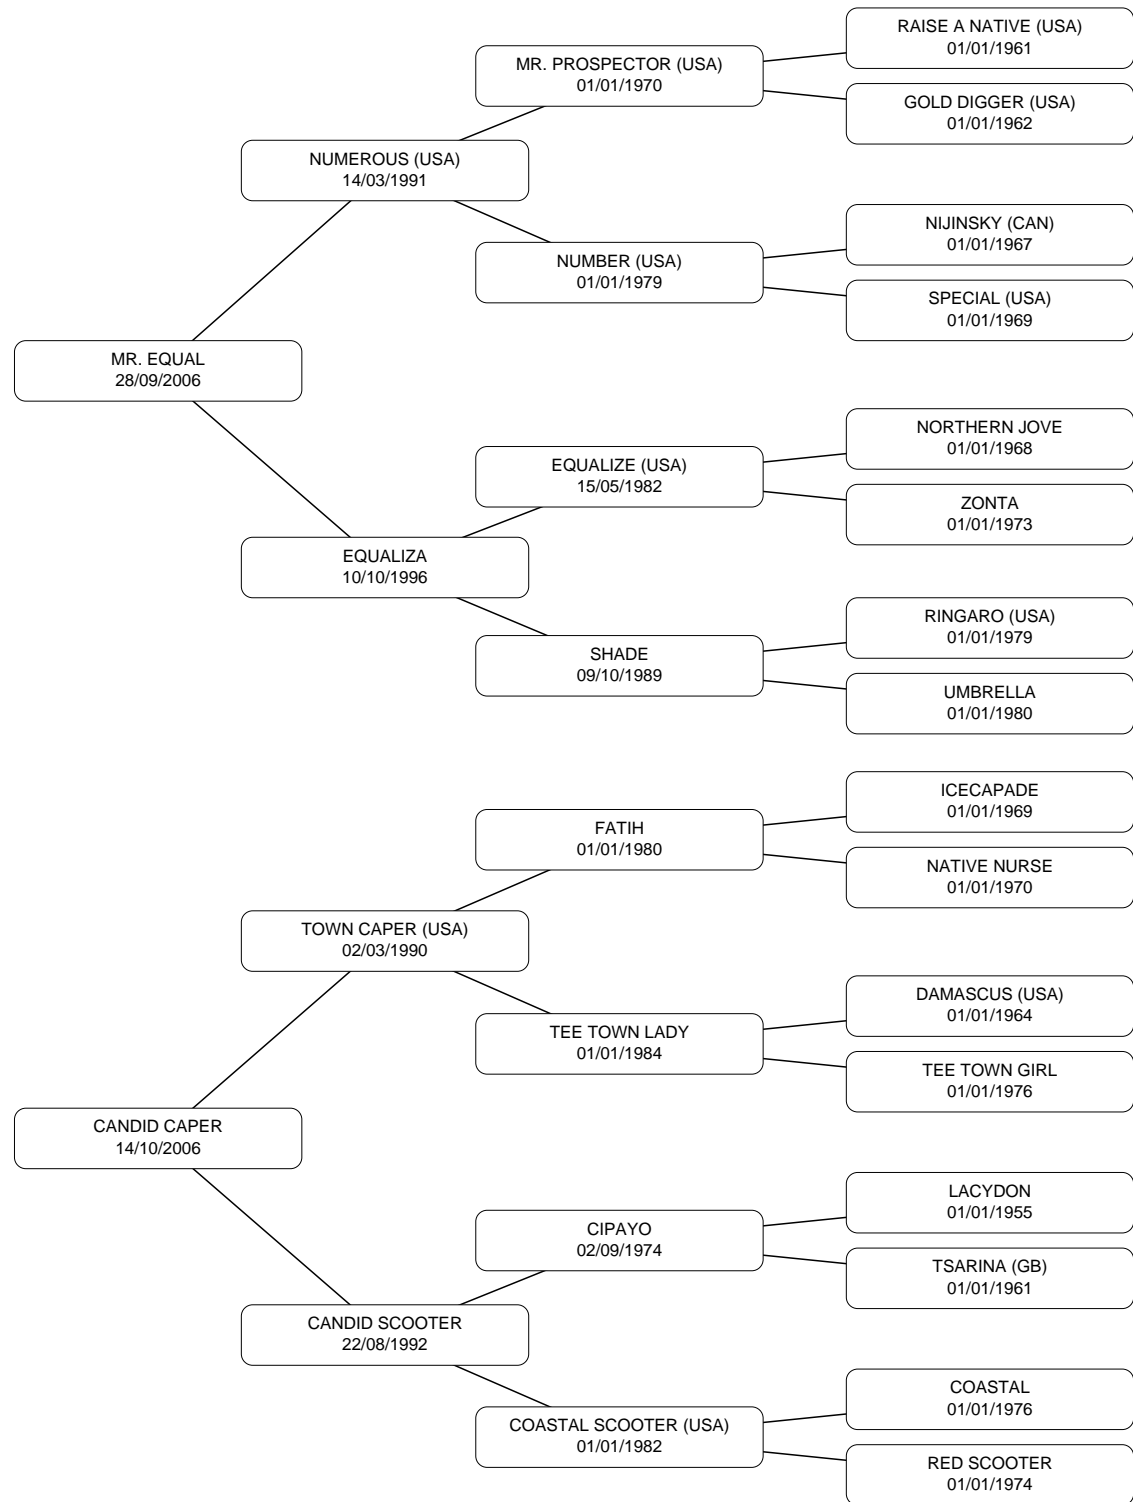 RAISE A NATIVE (USA)
01/01/1961
MR. PROSPECTOR (USA)
01/01/1970
GOLD DIGGER (USA)
01/01/1962
NUMEROUS (USA)
14/03/1991
NIJINSKY (CAN)
01/01/1967
NUMBER (USA)
01/01/1979
SPECIAL (USA)
01/01/1969
MR. EQUAL
28/09/2006
NORTHERN JOVE
01/01/1968
EQUALIZE (USA)
15/05/1982
ZONTA
01/01/1973
EQUALIZA
10/10/1996
RINGARO (USA)
01/01/1979
SHADE
09/10/1989
UMBRELLA
01/01/1980
ICECAPADE
01/01/1969
FATIH
01/01/1980
NATIVE NURSE
01/01/1970
TOWN CAPER (USA)
02/03/1990
DAMASCUS (USA)
01/01/1964
TEE TOWN LADY
01/01/1984
TEE TOWN GIRL
01/01/1976
CANDID CAPER
14/10/2006
LACYDON
01/01/1955
CIPAYO
02/09/1974
TSARINA (GB)
01/01/1961
CANDID SCOOTER
22/08/1992
COASTAL
01/01/1976
COASTAL SCOOTER (USA)
01/01/1982
RED SCOOTER
01/01/1974